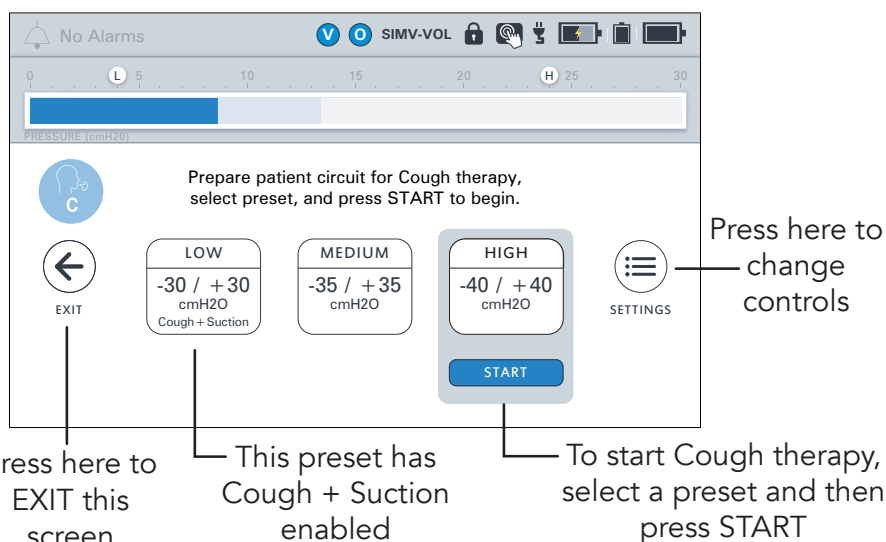 No Alarms
V O SIMV-VOL
0 L 5 10 15 20 H 25 30
PRESSURE (cmH20)
C
Prepare patient circuit for Cough therapy,
select preset, and press START to begin.
EXIT
LOW
-30 / +30
cmH2O
Cough+Suction
MEDIUM
-35 / +35
cmH2O
HIGH
-40 / +40
cmH2O
START
SETTINGS
Press here to
change
controls
ress here to
EXIT this
screen
This preset has
Cough + Suction
enabled
To start Cough therapy,
select a preset and then
press START